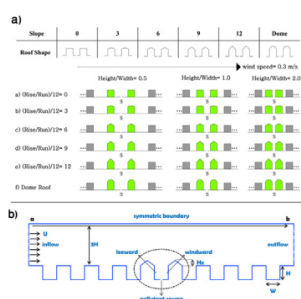 a)
Slope 0 3 6 9 12 Dome
Roof Shape
wind speed= 0.3 m/s
Height/Width= 0.5 Height/Width= 1.0 Height/Width= 2.0
a) (Rise/Run)/12= 0
S S S
b) (Rise/Run)/12= 3
S S S
c) (Rise/Run)/12= 6
S S S
d) (Rise/Run)/12= 9
S S S
e) (Rise/Run)/12= 12
S S S
f) Dome Roof
S S S
b)
symmetric boundary
a b
U
inflow 3H outflow
leeward windward
Hr
H
W
pollutant source